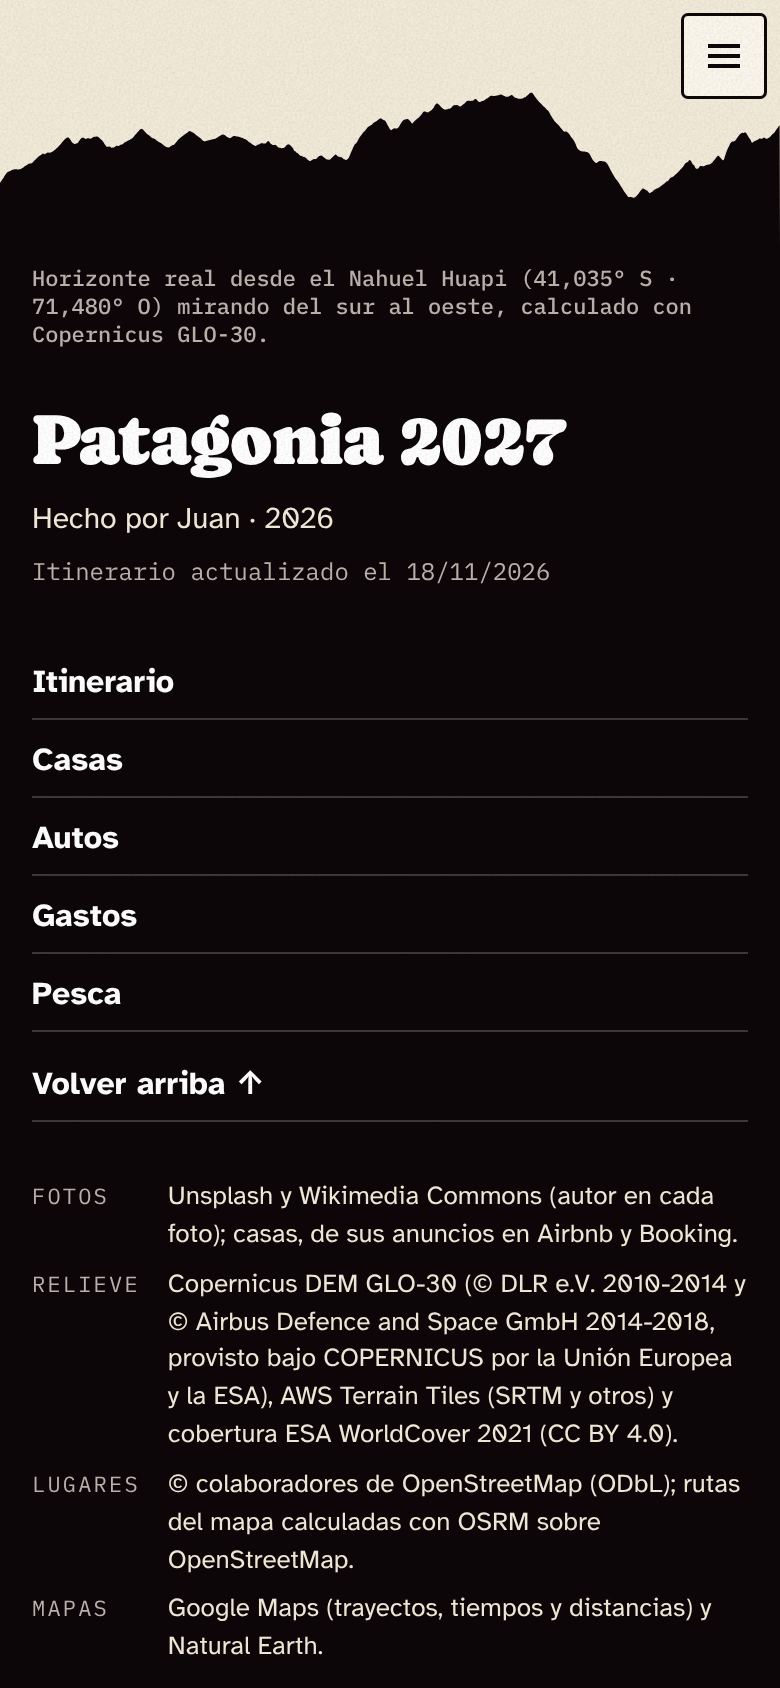 Horizonte real desde el Nahuel Huapi (41,035° S ·
71,480° O) mirando del sur al oeste, calculado con
Copernicus GLO-30.
Patagonia 2027
Hecho por Juan · 2026
Itinerario actualizado el 18/11/2026
Itinerario
Casas
Autos
Gastos
Pesca
Volver arriba ↑
FOTOS Unsplash y Wikimedia Commons (autor en cada
foto); casas, de sus anuncios en Airbnb y Booking.
RELIEVE Copernicus DEM GLO-30 (© DLR e.V. 2010-2014 y
© Airbus Defence and Space GmbH 2014-2018,
provisto bajo COPERNICUS por la Unión Europea
y la ESA), AWS Terrain Tiles (SRTM y otros) y
cobertura ESA WorldCover 2021 (CC BY 4.0).
LUGARES © colaboradores de OpenStreetMap (ODbL); rutas
del mapa calculadas con OSRM sobre
OpenStreetMap.
MAPAS Google Maps (trayectos, tiempos y distancias) y
Natural Earth.